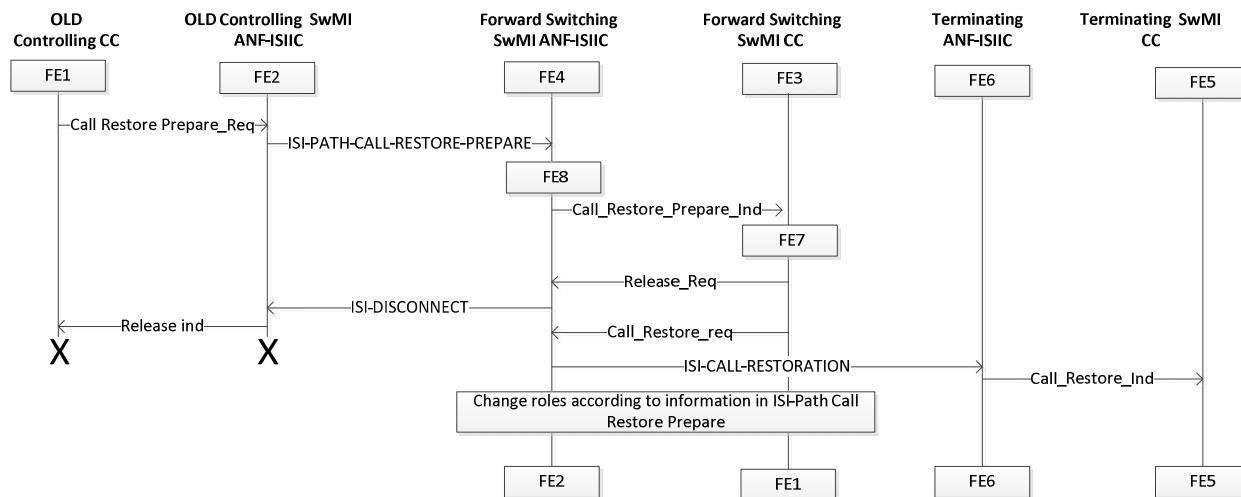 OLD
Controlling CC
OLD Controlling SwMI
ANF-ISIIC
Forward Switching
SwMI ANF-ISIIC
Forward Switching
SwMI CC
Terminating
ANF-ISIIC
Terminating SwMI
CC
FE1
FE2
FE4
FE3
FE6
FE5
Call Restore Prepare_Req
ISI-PATH-CALL-RESTORE-PREPARE
FE8
Call_Restore_Prepare_Ind
FE7
Release_Req
ISI-DISCONNECT
Release ind
Call_Restore_req
X
X
ISI-CALL-RESTORATION
Call_Restore_Ind
Change roles according to information in ISI-Path Call
Restore Prepare
FE2
FE1
FE6
FE5